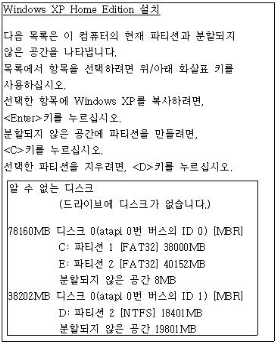 Windows XP Home Edition 설치
다음 목록은 이 컴퓨터의 현재 파티션과 분할되지
않은 공간을 나타냅니다.
목록에서 항목을 선택하려면 위/아래 화살표 키를
사용하십시오.
선택한 항목에 Windows XP를 복사하려면,
<Enter>키를 누르십시오.
분할되지 않은 공간에 파티션을 만들려면,
<C>키를 누르십시오.
선택한 파티션을 지우려면, <D>키를 누르십시오.
알 수 없는 디스크
(드라이브에 디스크가 없습니다.)
78160MB 디스크 0(atapi 0번 버스의 ID 0) [MBR]
C: 파티션 1 [FAT32] 38000MB
E: 파티션 2 [FAT32] 40152MB
분할되지 않은 공간 8MB
38202MB 디스크 0(atapi 0번 버스의 ID 1) [MBR]
D: 파티션 2 [NTFS] 18401MB
분할되지 않은 공간 19801MB